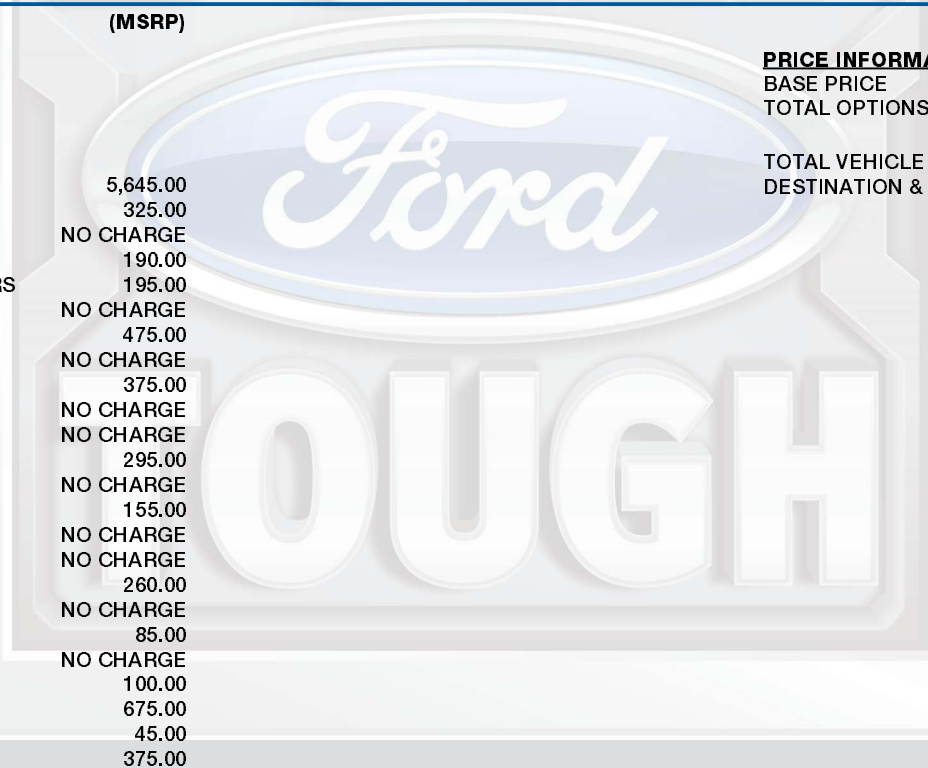 (MSRP)
PRICE INFORMA
BASE PRICE
TOTAL OPTIONS
TOTAL VEHICLE
DESTINATION &
5,645.00
325.00
NO CHARGE
190.00
RS 195.00
NO CHARGE
475.00
NO CHARGE
375.00
NO CHARGE
NO CHARGE
295.00
NO CHARGE
155.00
NO CHARGE
NO CHARGE
260.00
NO CHARGE
85.00
NO CHARGE
100.00
675.00
45.00
375.00
Ford
TOUGH